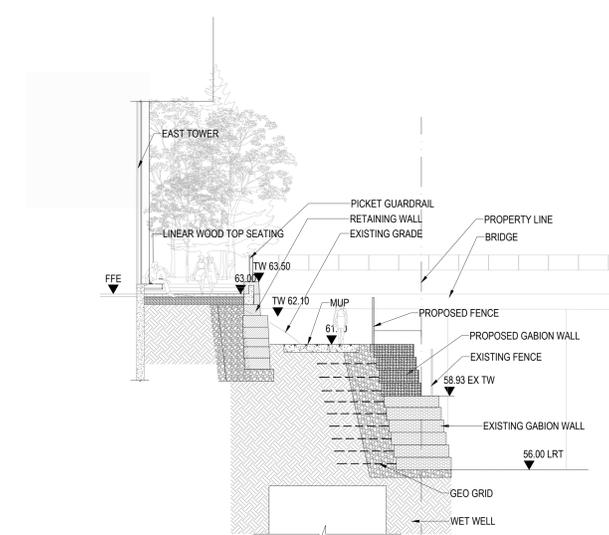 EAST TOWER
PICKET GUARDRAIL
RETAINING WALL
PROPERTY LINE
LINEAR WOOD TOP SEATING
EXISTING GRADE
BRIDGE
TW 63.50
FFE
63.00
TW 62.10
MUP
PROPOSED FENCE
PROPOSED GABION WALL
EXISTING FENCE
58.93 EX TW
EXISTING GABION WALL
56.00 LRT
GEO GRID
WET WELL